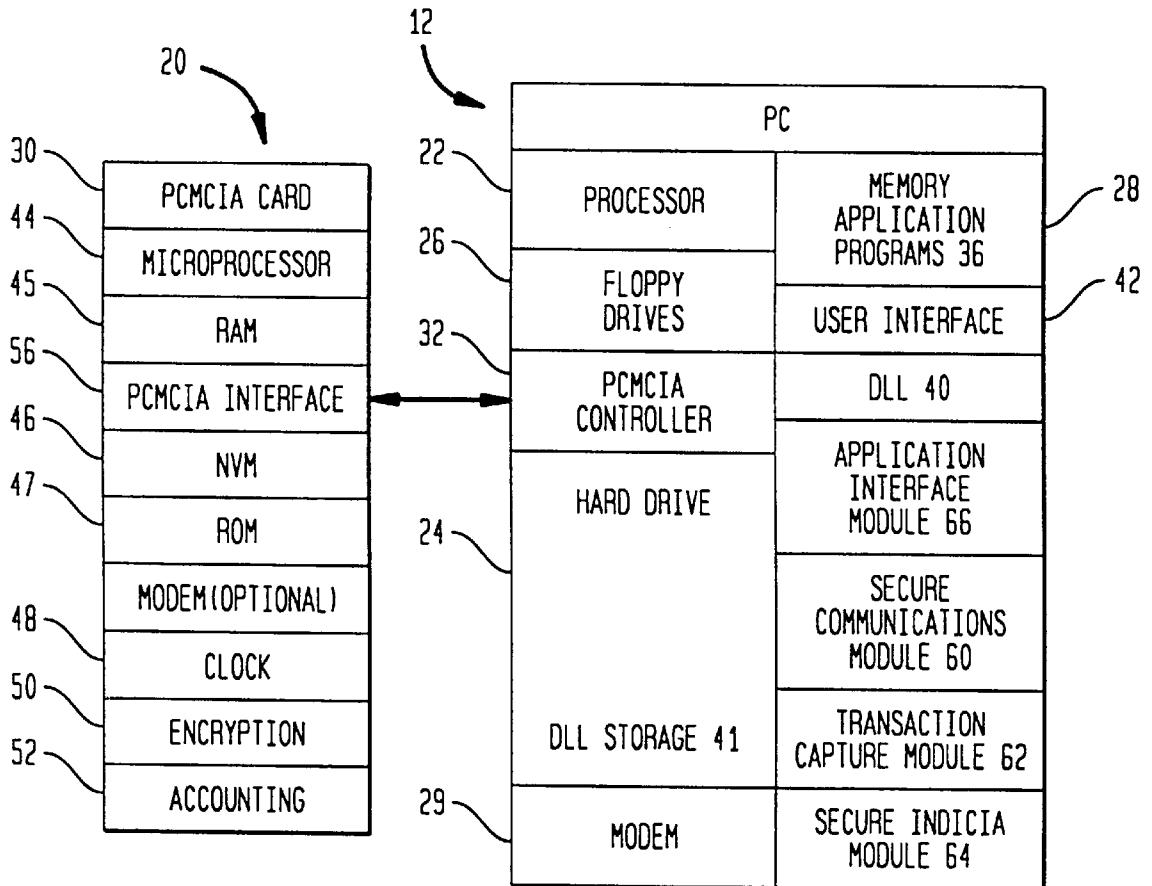 20
30
PCMCIA CARD
44
MICROPROCESSOR
45
RAM
56
PCMCIA INTERFACE
46
NVM
47
ROM
MODEM(OPTIONAL)
48
CLOCK
50
ENCRYPTION
52
ACCOUNTING
12
PC
22
PROCESSOR
26
FLOPPY
DRIVES
32
PCMCIA
CONTROLLER
24
HARD DRIVE
DLL STORAGE 41
29
MODEM
MEMORY
APPLICATION
PROGRAMS 36
28
USER INTERFACE
42
DLL 40
APPLICATION
INTERFACE
MODULE 66
SECURE
COMMUNICATIONS
MODULE 60
TRANSACTION
CAPTURE MODULE 62
SECURE INDICIA
MODULE 64